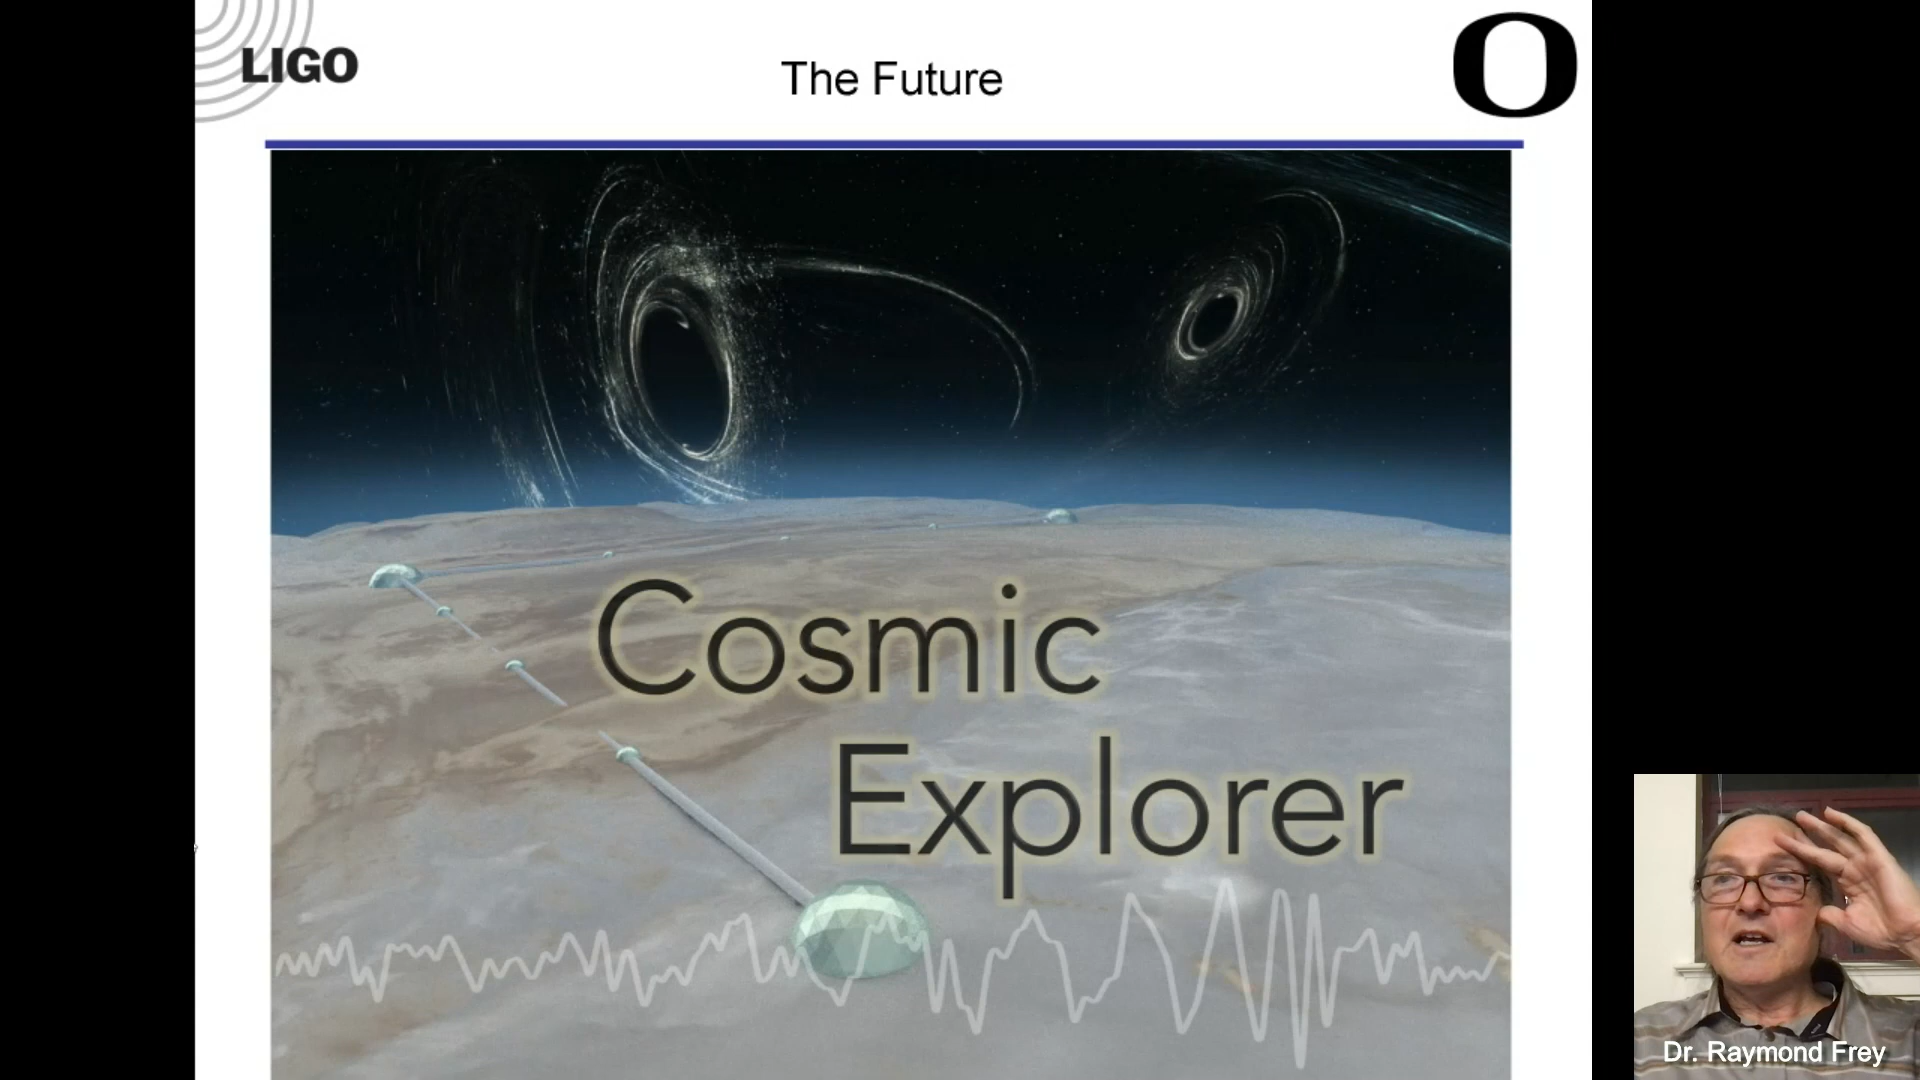 LIGO
The Future
O
Cosmic
Explorer
Dr. Raymond Frey